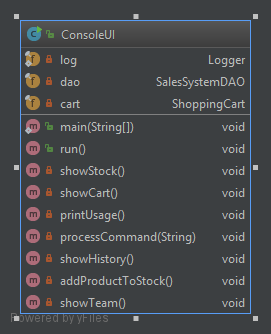 ConsoleUI
log Logger
dao SalesSystemDAO
cart ShoppingCart
main(String[]) void
run() void
showStock() void
showCart() void
printUsage() void
processCommand(String) void
showHistory() void
addProductToStock() void
showTeam() void
Powered by yFiles